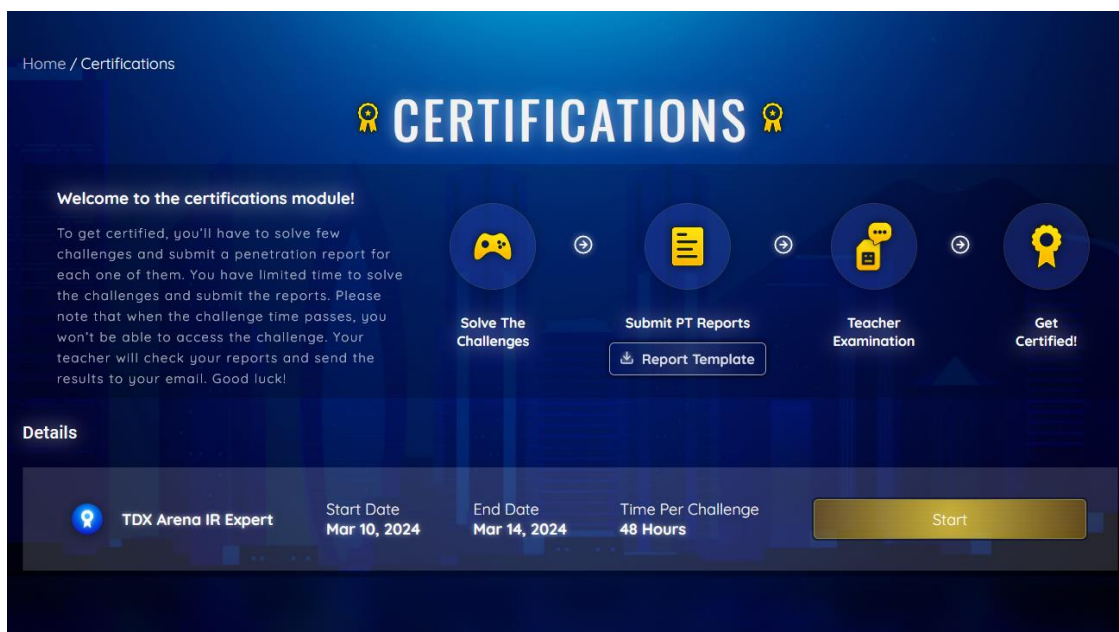 Home / Certifications
CERTIFICATIONS
Welcome to the certifications module!
To get certified, you'll have to solve few
challenges and submit a penetration report for
each one of them. You have limited time to solve
the challenges and submit the reports. Please
note that when the challenge time passes, you
won't be able to access the challenge. Your
teacher will check your reports and send the
results to your email. Good luck!
Solve The
Challenges
Submit PT Reports
Report Template
Teacher
Examination
Get
Certified!
Details
TDX Arena IR Expert
Start Date
Mar 10, 2024
End Date
Mar 14, 2024
Time Per Challenge
48 Hours
Start